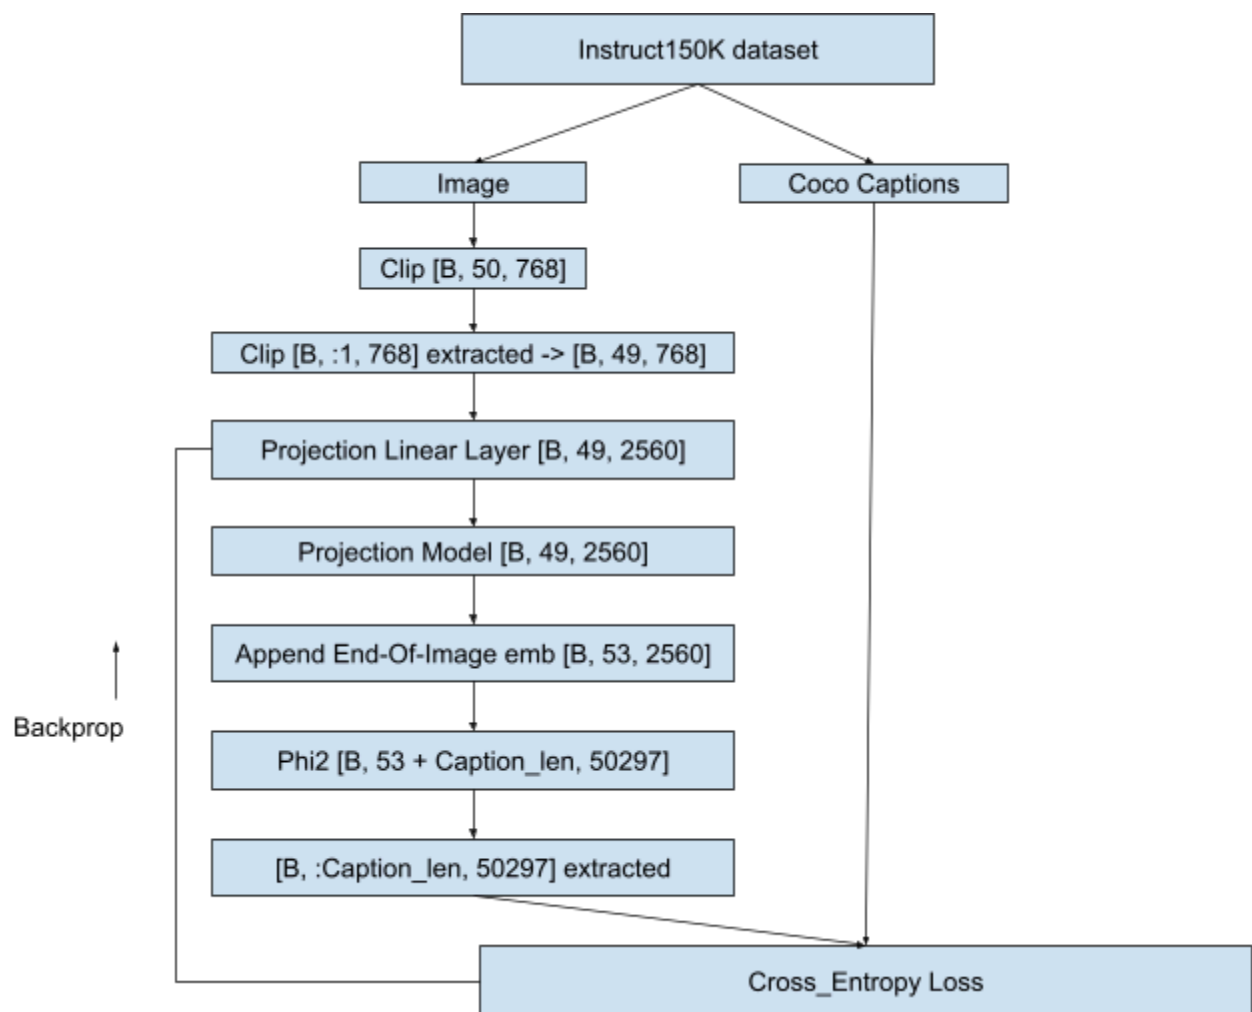 Instruct150K dataset
Image
Coco Captions
Clip [B, 50, 768]
Clip [B, :1, 768] extracted -> [B, 49, 768]
Projection Linear Layer [B, 49, 2560]
Projection Model [B, 49, 2560]
Append End-Of-Image emb [B, 53, 2560]
Backprop
Phi2 [B, 53 + Caption_len, 50297]
[B, :Caption_len, 50297] extracted
Cross_Entropy Loss